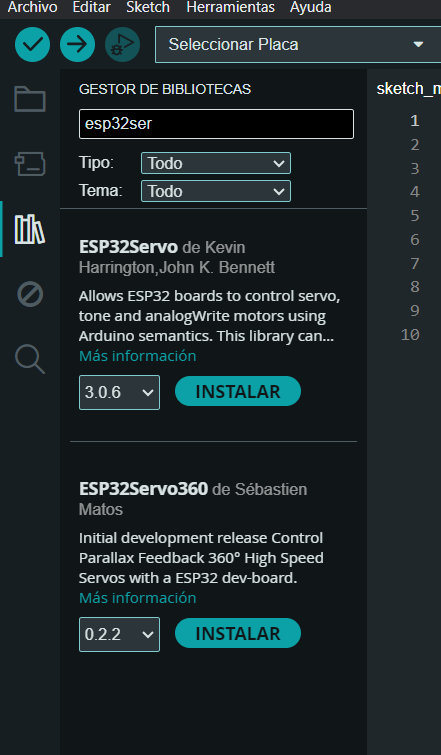 Archivo Editar Sketch Herramientas Ayuda
Seleccionar Placa
GESTOR DE BIBLIOTECAS
esp32ser
Tipo: Todo
Tema: Todo
ESP32Servo de Kevin
Harrington,John K. Bennett
Allows ESP32 boards to control servo,
tone and analogWrite motors using
Arduino semantics. This library can...
Más información
3.0.6 INSTALAR
ESP32Servo360 de Sébastien
Matos
Initial development release Control
Parallax Feedback 360° High Speed
Servos with a ESP32 dev-board.
Más información
0.2.2 INSTALAR
sketch_m
1
2
3
4
5
6
7
8
9
10